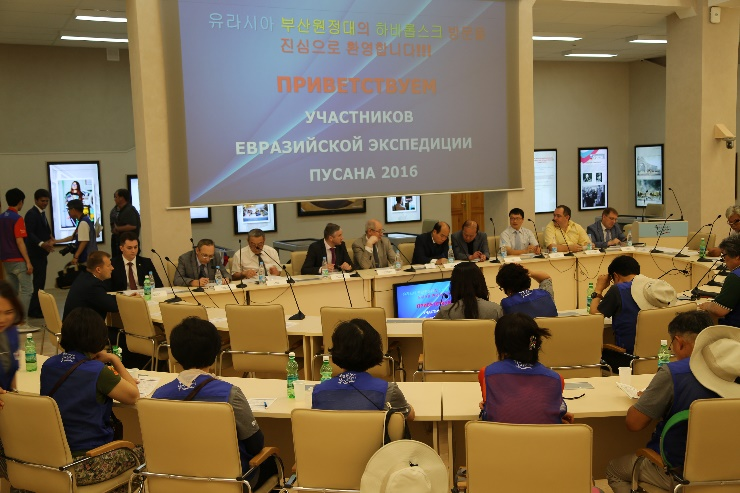 유라시아 부산원정대의 하바롭스크 방문을
진심으로 환영합니다!!!
ПРИВЕТСТВУЕМ
УЧАСТНИКОВ
ЕВРАЗИЙСКОЙ ЭКСПЕДИЦИИ
ПУСАНА 2016